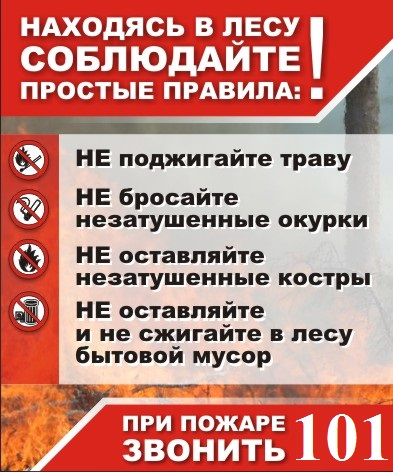 НАХОДЯСЬ В ЛЕСУ
СОБЛЮДАЙТЕ
ПРОСТЫЕ ПРАВИЛА: !
НЕ поджигайте траву
НЕ бросайте
незатушенные окурки
НЕ оставляйте
незатушенные костры
НЕ оставляйте
и не сжигайте в лесу
бытовой мусор
ПРИ ПОЖАРЕ
ЗВОНИТЬ 101